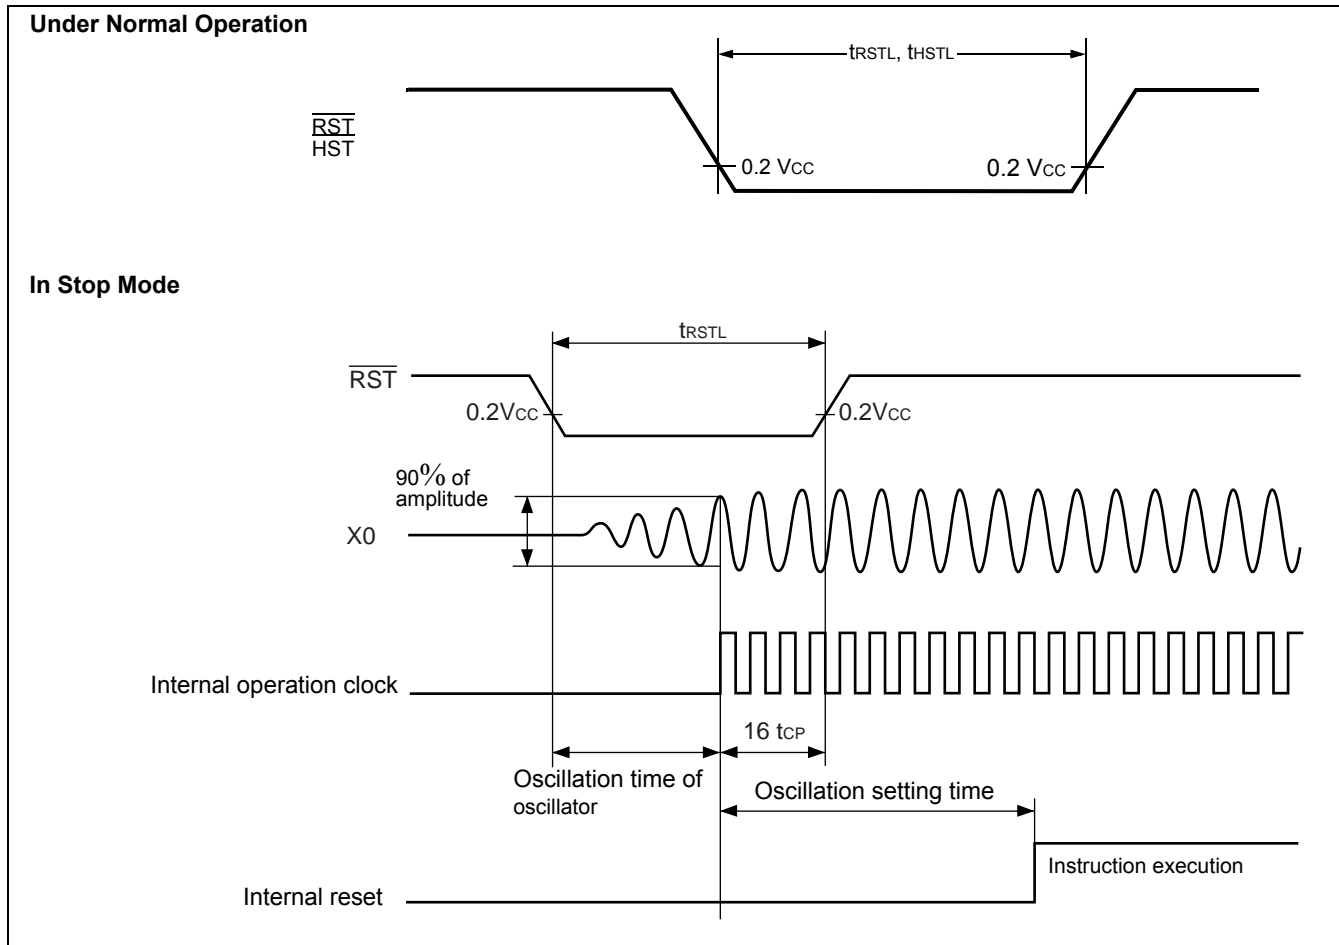 Under Normal Operation
tRSTL, tHSTL
RST
HST
0.2 VCC
0.2 VCC
In Stop Mode
tRSTL
RST
0.2VCC
0.2VCC
90% of
amplitude
X0
Internal operation clock
16 tCP
Oscillation time of
oscillator
Oscillation setting time
Instruction execution
Internal reset